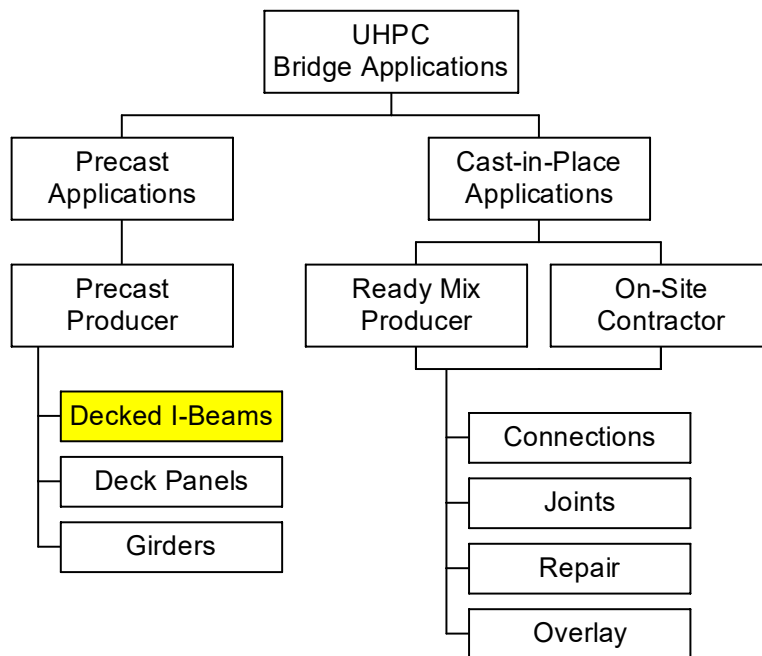 UHPC
Bridge Applications
Precast
Applications
Cast-in-Place
Applications
Precast
Producer
Ready Mix
Producer
On-Site
Contractor
Decked I-Beams
Deck Panels
Girders
Connections
Joints
Repair
Overlay